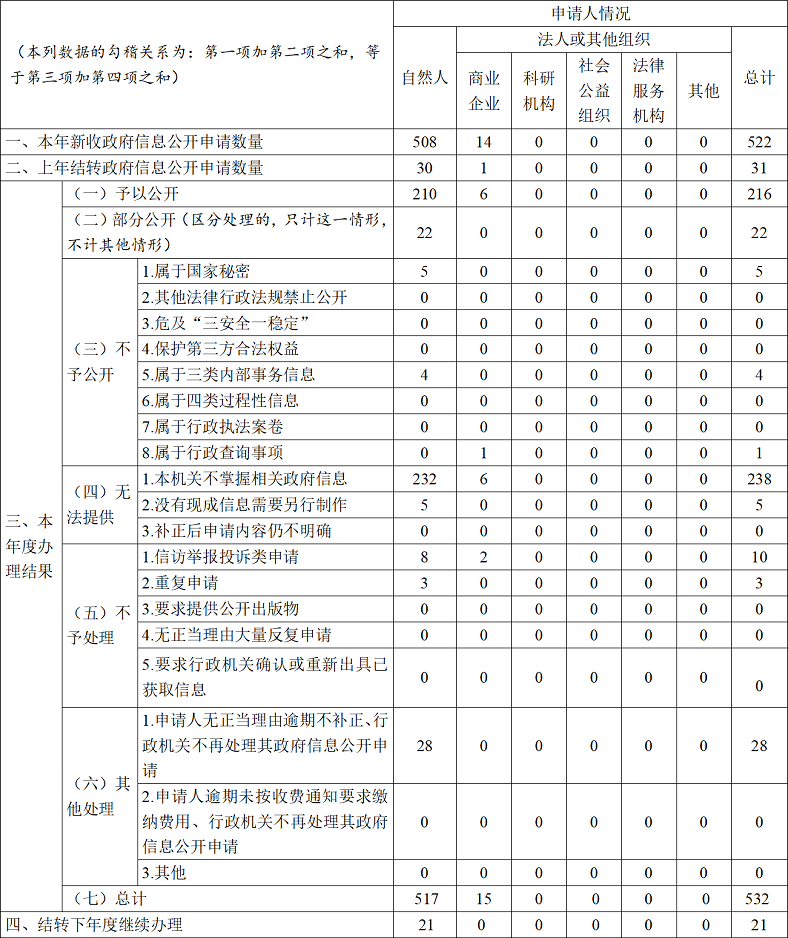 （本列数据的勾稽关系为：第一项加第二项之和，等
于第三项加第四项之和）
申请人情况
自然人
法人或其他组织
总计
商业
企业
科研
机构
社会
公益
组织
法律
服务
机构
其他
一、本年新收政府信息公开申请数量 508 14 0 0 0 0 522
二、上年结转政府信息公开申请数量 30 1 0 0 0 0 31
三、本
年度办
理结果
（一）予以公开 210 6 0 0 0 0 216
（二）部分公开（区分处理的，只计这一情形，
不计其他情形） 22 0 0 0 0 0 22
（三）不
予公开
1.属于国家秘密 5 0 0 0 0 0 5
2.其他法律行政法规禁止公开 0 0 0 0 0 0 0
3.危及“三安全一稳定” 0 0 0 0 0 0 0
4.保护第三方合法权益 0 0 0 0 0 0 0
5.属于三类内部事务信息 4 0 0 0 0 0 4
6.属于四类过程性信息 0 0 0 0 0 0 0
7.属于行政执法案卷 0 0 0 0 0 0 0
8.属于行政查询事项 0 1 0 0 0 0 1
（四）无
法提供
1.本机关不掌握相关政府信息 232 6 0 0 0 0 238
2.没有现成信息需要另行制作 5 0 0 0 0 0 5
3.补正后申请内容仍不明确 0 0 0 0 0 0 0
（五）不
予处理
1.信访举报投诉类申请 8 2 0 0 0 0 10
2.重复申请 3 0 0 0 0 0 3
3.要求提供公开出版物 0 0 0 0 0 0 0
4.无正当理由大量反复申请 0 0 0 0 0 0 0
5.要求行政机关确认或重新出具已
获取信息 0 0 0 0 0 0 0
（六）其
他处理
1.申请人无正当理由逾期不补正、行
政机关不再处理其政府信息公开申
请 28 0 0 0 0 0 28
2.申请人逾期未按收费通知要求缴
纳费用、行政机关不再处理其政府
信息公开申请 0 0 0 0 0 0 0
3.其他 0 0 0 0 0 0 0
（七）总计 517 15 0 0 0 0 532
四、结转下年度继续办理 21 0 0 0 0 0 21